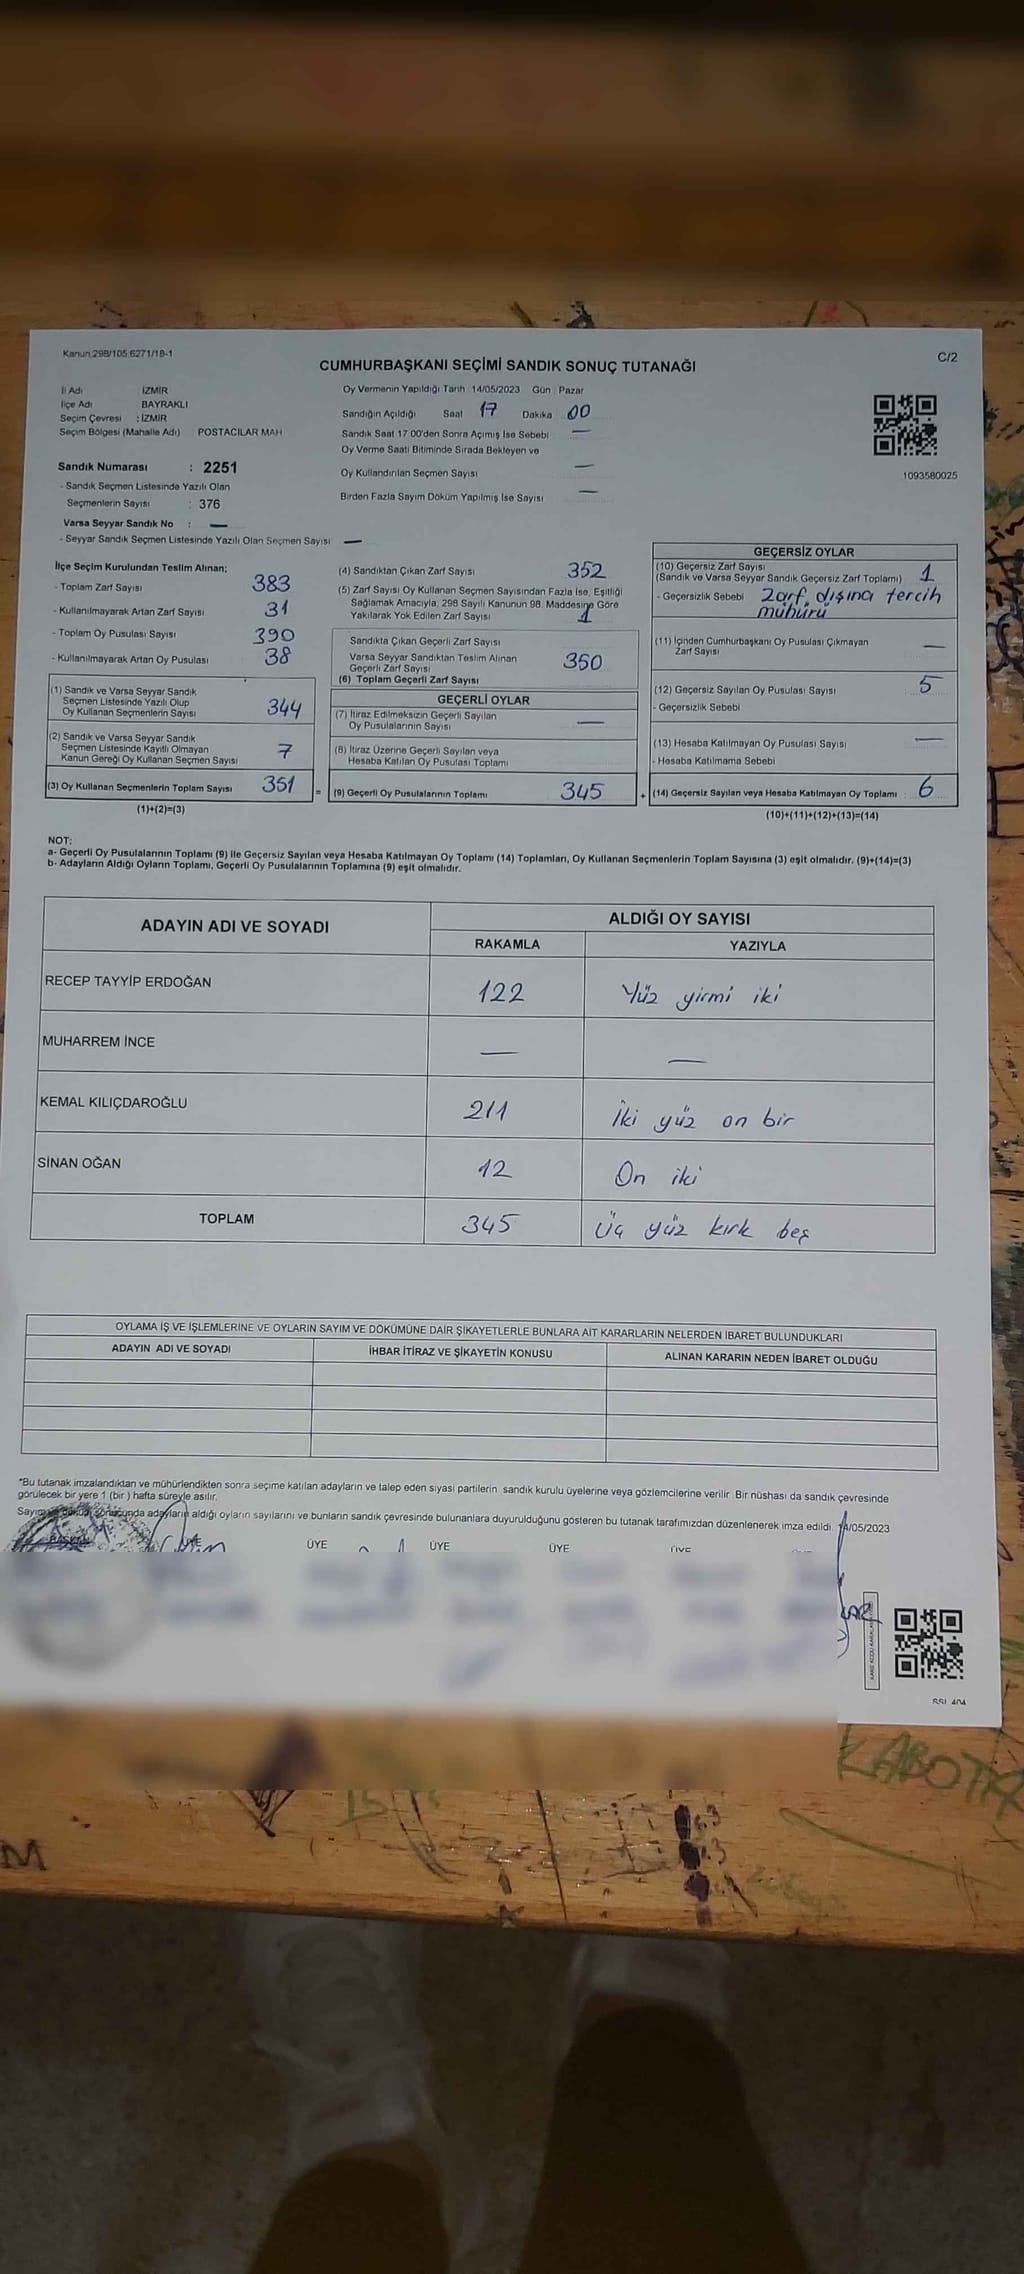 Kanun:298/105 6271/18-1
C/2
CUMHURBAŞKANI SEÇİMİ SANDIK SONUÇ TUTANAĞI
İl Adı : İZMİR
İlçe Adı : BAYRAKLI
Seçim Çevresi : İZMİR
Seçim Bölgesi (Mahalle Adı) POSTACILAR MAH
Oy Vermenin Yapıldığı Tarih 14/05/2023 Gün : Pazar
Sandığın Açıldığı Saat 17 Dakika 00
Sandık Saat 17:00'den Sonra Açımış İse Sebebi —
Oy Verme Saati Bitiminde Sırada Bekleyen ve
Oy Kullandırılan Seçmen Sayısı —
Birden Fazla Sayım Döküm Yapılmış İse Sayısı —
1093580025
Sandık Numarası : 2251
- Sandık Seçmen Listesinde Yazılı Olan
Seçmenlerin Sayısı : 376
Varsa Seyyar Sandık No : —
- Seyyar Sandık Seçmen Listesinde Yazılı Olan Seçmen Sayısı —
İlçe Seçim Kurulundan Teslim Alınan;
- Toplam Zarf Sayısı 383
- Kullanılmayarak Artan Zarf Sayısı 31
- Toplam Oy Pusulası Sayısı 390
- Kullanılmayarak Artan Oy Pusulası 38
(1) Sandık ve Varsa Seyyar Sandık
Seçmen Listesinde Yazılı Olup
Oy Kullanan Seçmenlerin Sayısı 344
(2) Sandık ve Varsa Seyyar Sandık
Seçmen Listesinde Kayıtlı Olmayan
Kanun Gereği Oy Kullanan Seçmen Sayısı 7
(3) Oy Kullanan Seçmenlerin Toplam Sayısı 351
(1)+(2)=(3)
(4) Sandıktan Çıkan Zarf Sayısı 352
(5) Zarf Sayısı Oy Kullanan Seçmen Sayısından Fazla İse, Eşitliği
Sağlamak Amacıyla, 298 Sayılı Kanunun 98. Maddesine Göre
Yakılarak Yok Edilen Zarf Sayısı 1
Sandıkta Çıkan Geçerli Zarf Sayısı
Varsa Seyyar Sandıktan Teslim Alınan
Geçerli Zarf Sayısı 350
(6) Toplam Geçerli Zarf Sayısı
GEÇERLİ OYLAR
(7) İtiraz Edilmeksizin Geçerli Sayılan
Oy Pusulalarının Sayısı —
(8) İtiraz Üzerine Geçerli Sayılan veya
Hesaba Katılan Oy Pusulası Toplamı
= (9) Geçerli Oy Pusulalarının Toplamı 345 +
GEÇERSİZ OYLAR
(10) Geçersiz Zarf Sayısı
(Sandık ve Varsa Seyyar Sandık Geçersiz Zarf Toplamı) 1
- Geçersizlik Sebebi Zarf dışına tercih
mühürü
(11) İçinden Cumhurbaşkanı Oy Pusulası Çıkmayan
Zarf Sayısı —
(12) Geçersiz Sayılan Oy Pusulası Sayısı 5
- Geçersizlik Sebebi
(13) Hesaba Katılmayan Oy Pusulası Sayısı —
- Hesaba Katılmama Sebebi
(14) Geçersiz Sayılan veya Hesaba Katılmayan Oy Toplamı : 6
(10)+(11)+(12)+(13)=(14)
NOT:
a- Geçerli Oy Pusulalarının Toplamı (9) ile Geçersiz Sayılan veya Hesaba Katılmayan Oy Toplamı (14) Toplamları, Oy Kullanan Seçmenlerin Toplam Sayısına (3) eşit olmalıdır. (9)+(14)=(3)
b- Adayların Aldığı Oyların Toplamı, Geçerli Oy Pusulalarının Toplamına (9) eşit olmalıdır.
ADAYIN ADI VE SOYADI ALDIĞI OY SAYISI
RAKAMLA YAZIYLA
RECEP TAYYİP ERDOĞAN 122 Yüz yirmi iki
MUHARREM İNCE — —
KEMAL KILIÇDAROĞLU 211 İki yüz on bir
SİNAN OĞAN 12 On iki
TOPLAM 345 Üç yüz kırk beş
OYLAMA İŞ VE İŞLEMLERİNE VE OYLARIN SAYIM VE DÖKÜMÜNE DAİR ŞİKAYETLERLE BUNLARA AİT KARARLARIN NELERDEN İBARET BULUNDUKLARI
ADAYIN ADI VE SOYADI İHBAR İTİRAZ VE ŞİKAYETİN KONUSU ALINAN KARARIN NEDEN İBARET OLDUĞU
*Bu tutanak imzalandıktan ve mühürlendikten sonra seçime katılan adayların ve talep eden siyasi partilerin sandık kurulu üyelerine veya gözlemcilerine verilir. Bir nüshası da sandık çevresinde
görülecek bir yere 1 (bir ) hafta süreyle asılır.
Sayım ve döküm sonucunda adayların aldığı oyların sayılarını ve bunların sandık çevresinde bulunanlara duyurulduğunu gösteren bu tutanak tarafımızdan düzenlenerek imza edildi. 14/05/2023
BAŞKAN ÜYE ÜYE ÜYE ÜYE ÜYE
SSL 404
KABOTA
M